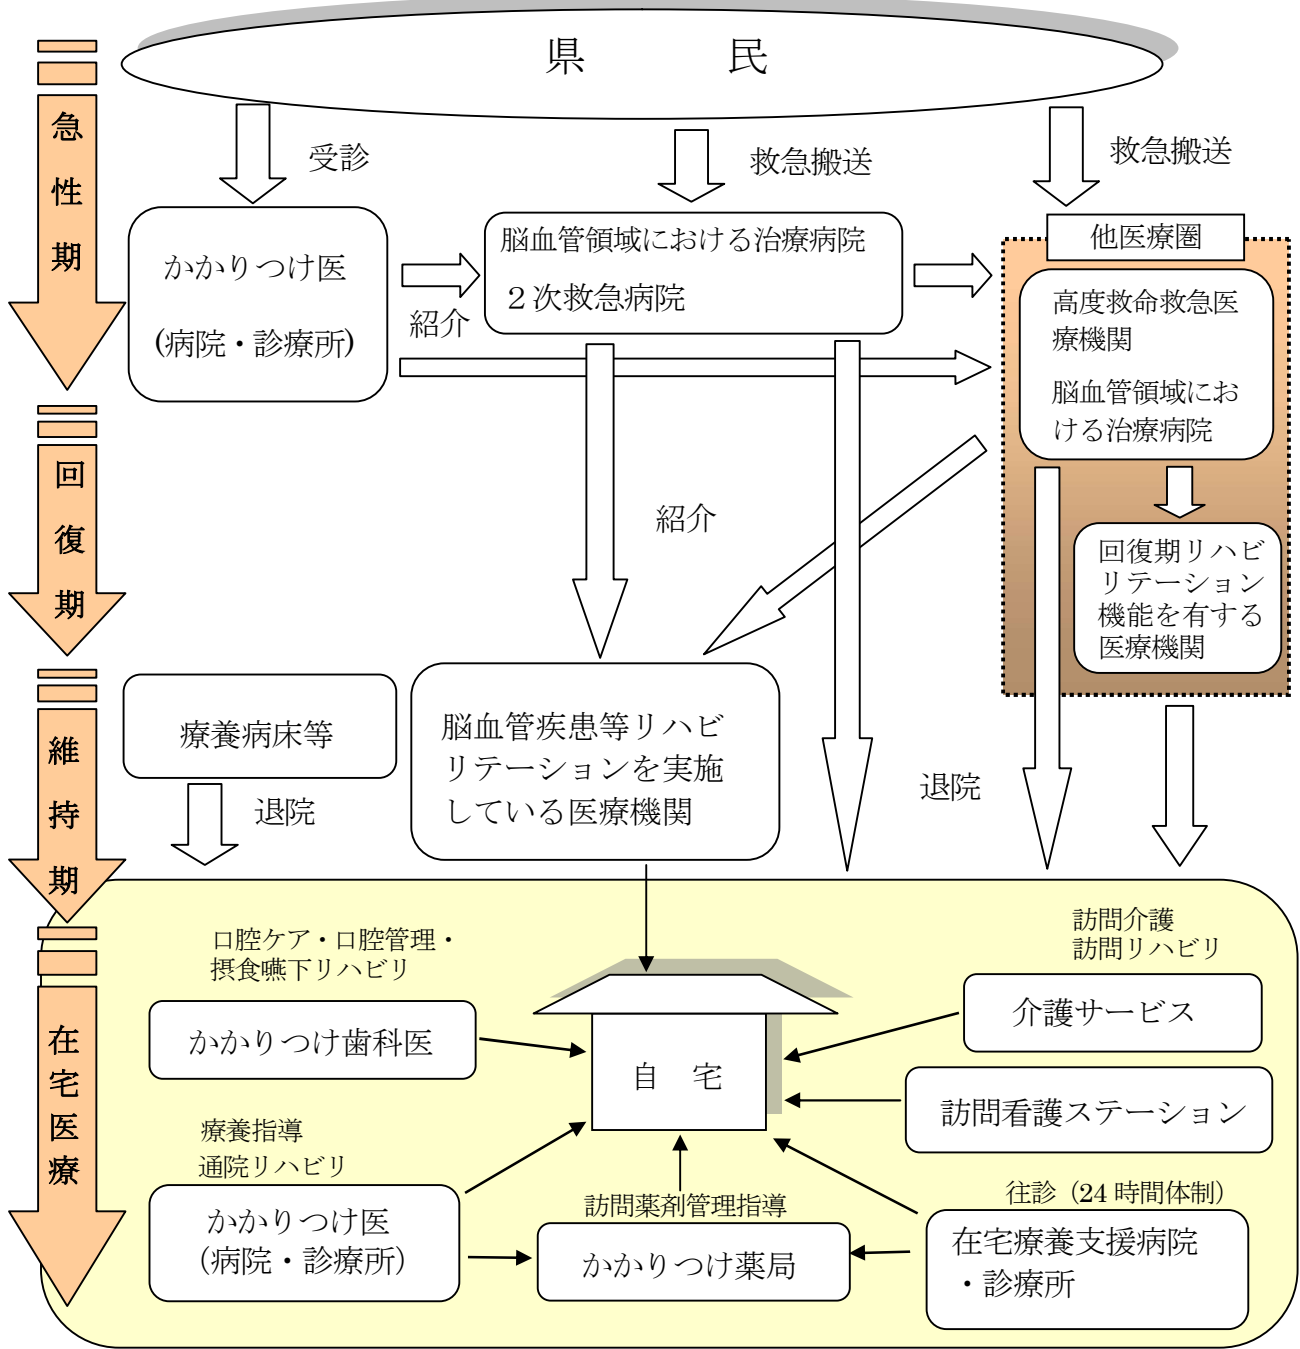 県　　　民
急性期
受診
救急搬送
救急搬送
かかりつけ医
(病院・診療所)
紹介
脳血管領域における治療病院
２次救急病院
他医療圏
高度救命救急医
療機関
脳血管領域にお
ける治療病院
回復期
紹介
回復期リハビ
リテーション
機能を有する
医療機関
維持期
療養病床等
退院
脳血管疾患等リハビ
リテーションを実施
している医療機関
退院
在宅医療
口腔ケア・口腔管理・
摂食嚥下リハビリ
かかりつけ歯科医
訪問介護
訪問リハビリ
介護サービス
自　宅
訪問看護ステーション
療養指導
通院リハビリ
かかりつけ医
(病院・診療所)
訪問薬剤管理指導
かかりつけ薬局
往診（24 時間体制）
在宅療養支援病院
・診療所